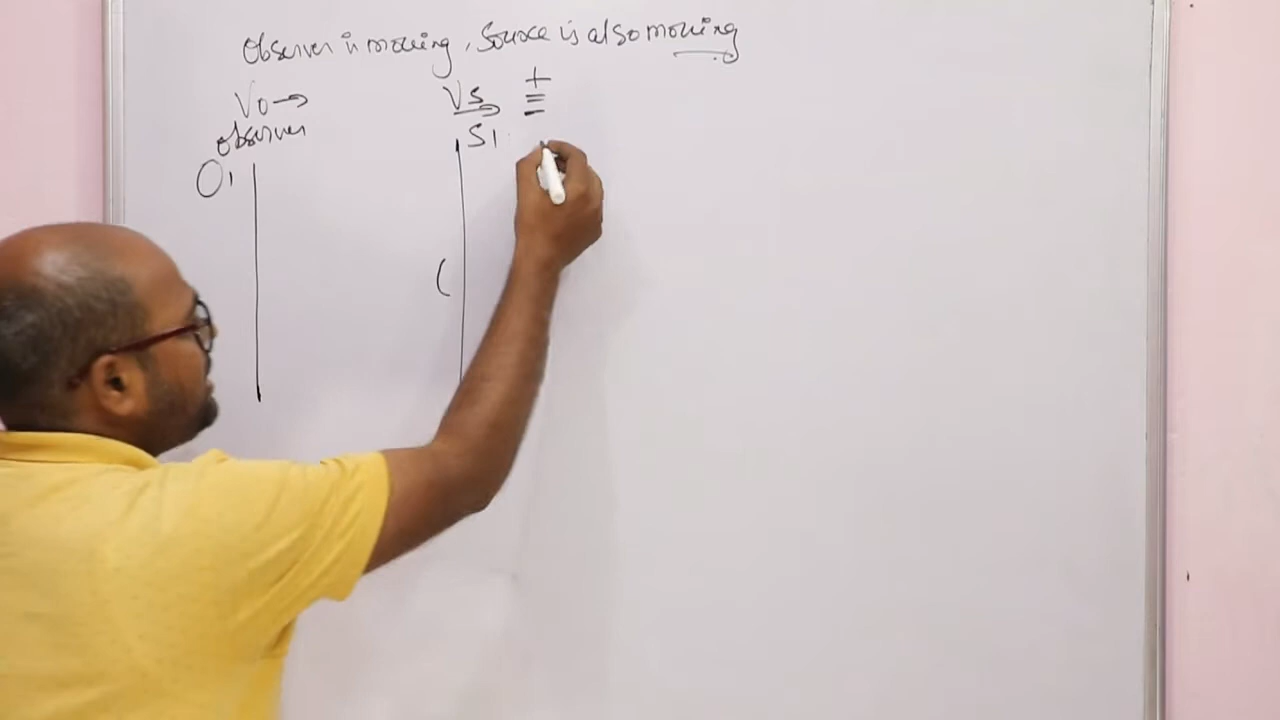 Observer is moving, Source is also moving
Vo → Vs +
observer S1
O1
(